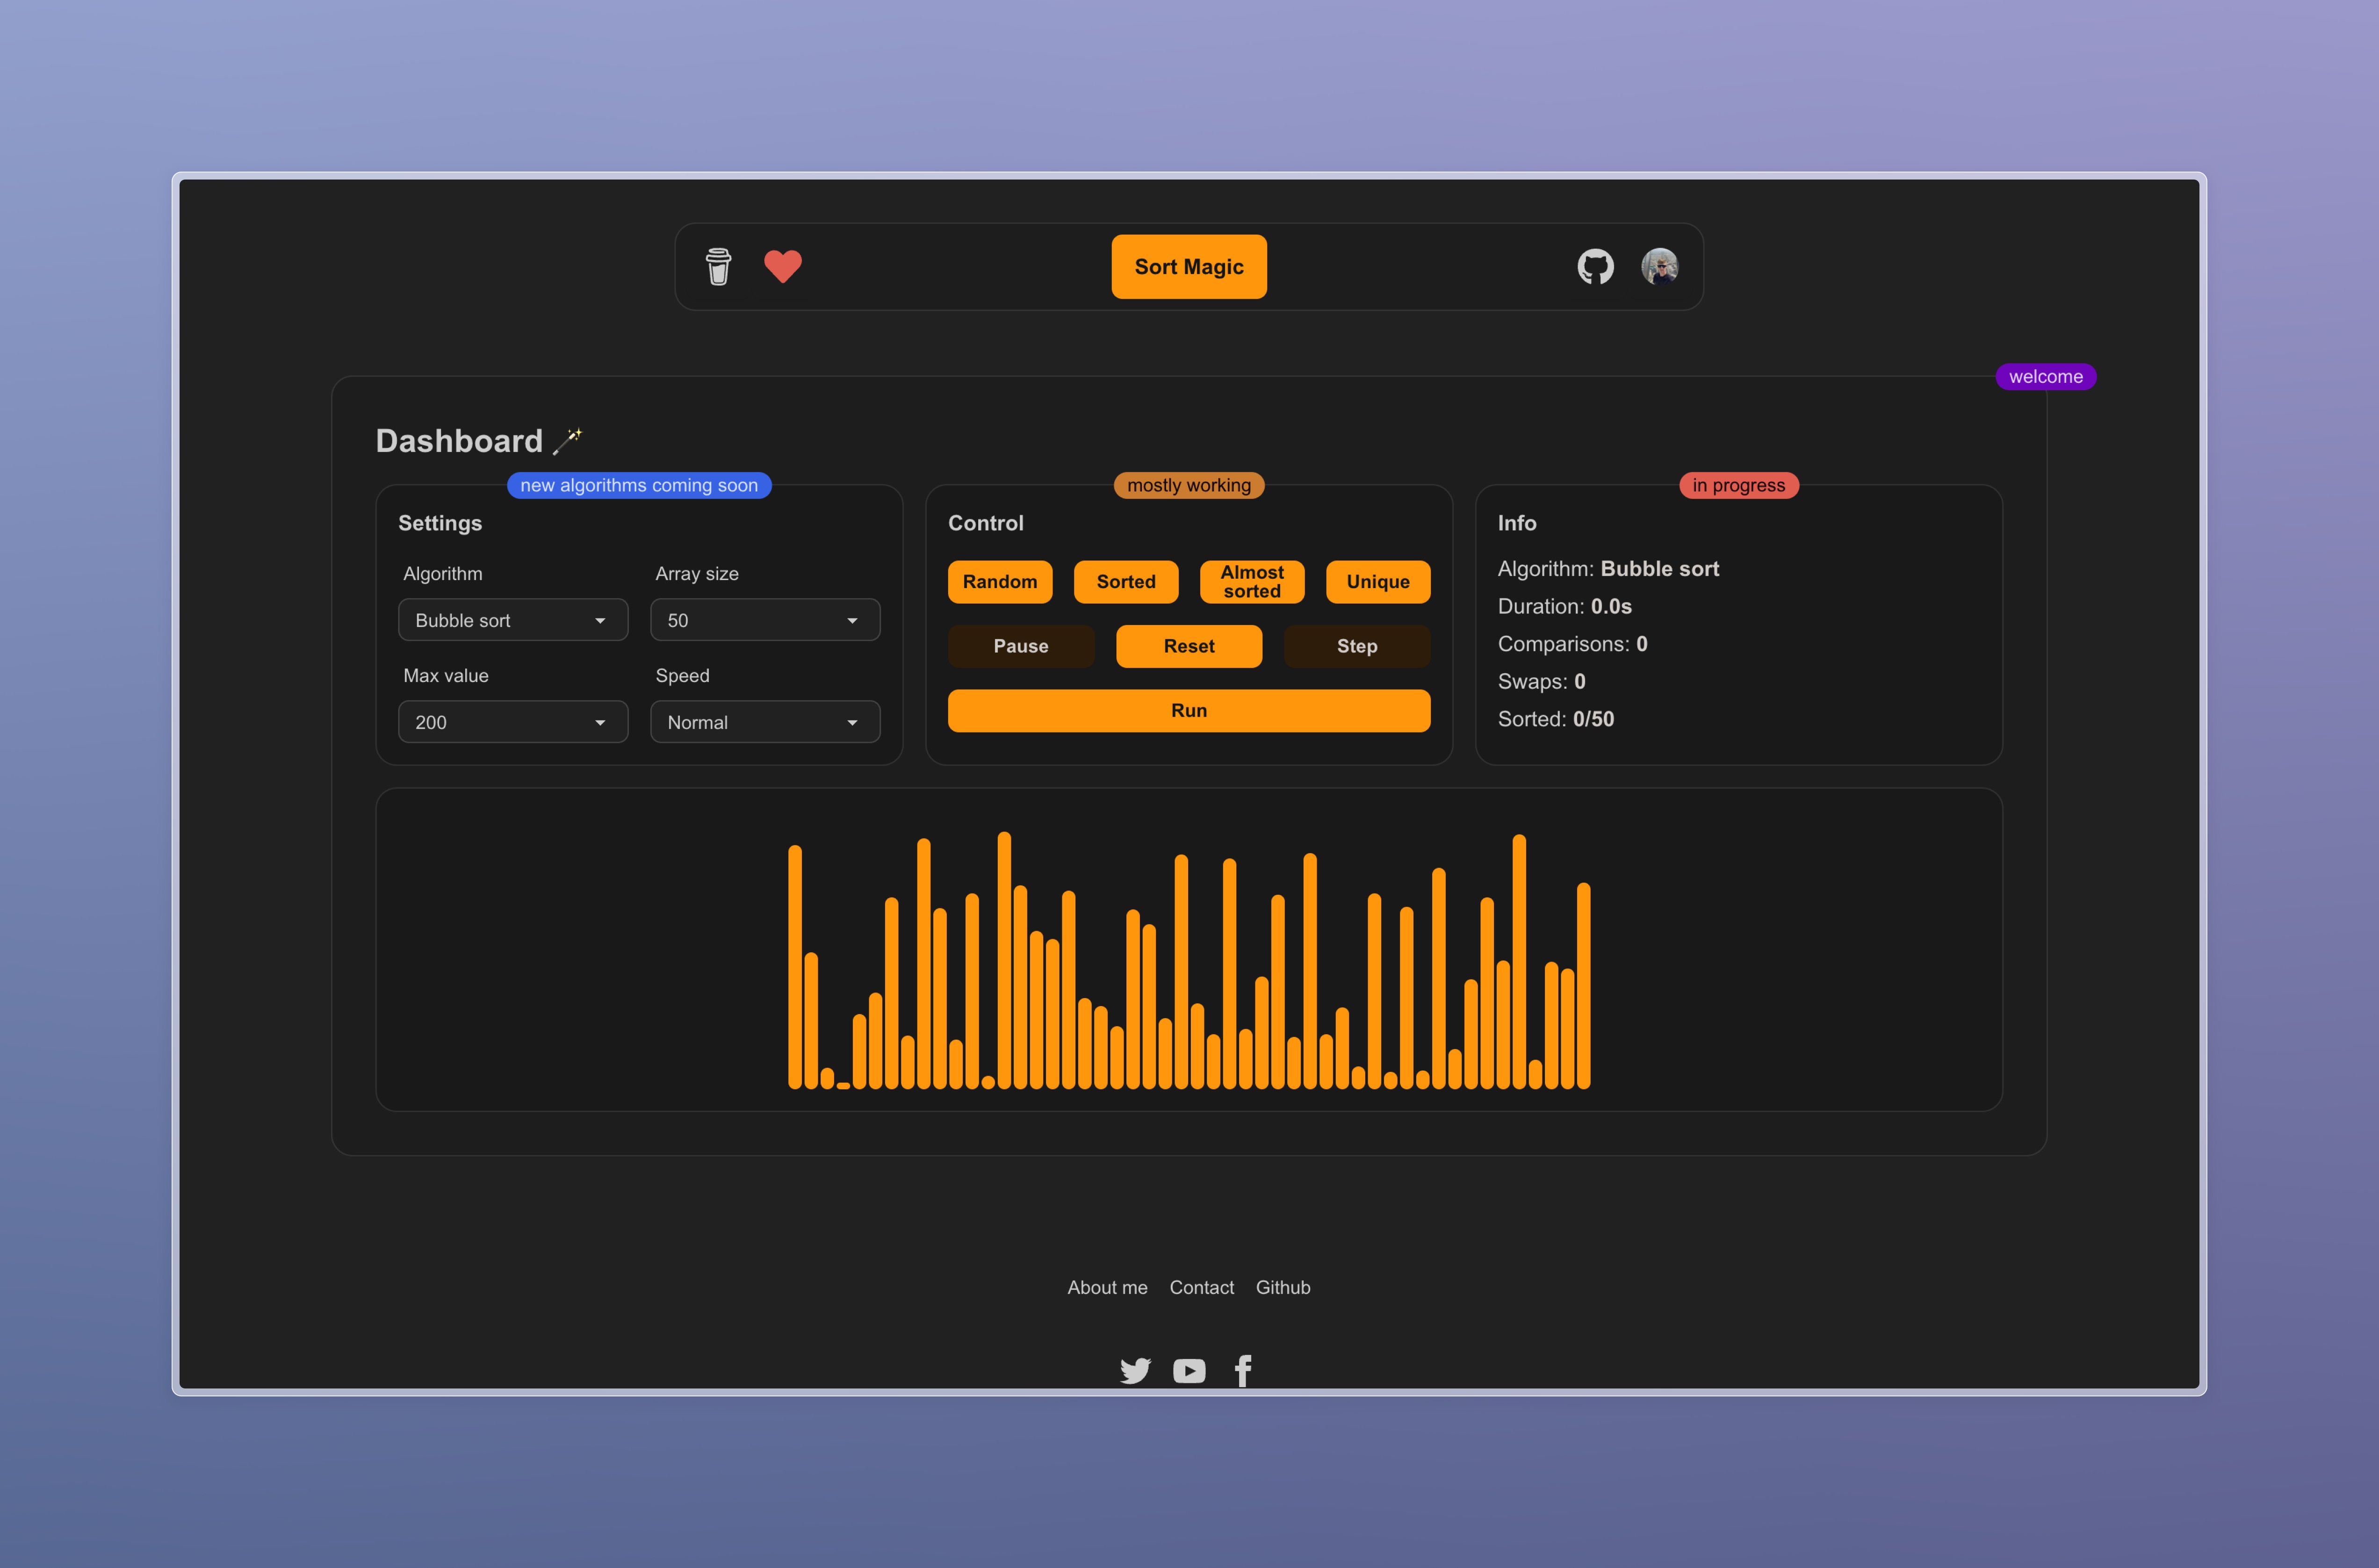 Sort Magic
welcome
Dashboard
new algorithms coming soon
Settings
Algorithm
Array size
Bubble sort
50
Max value
Speed
200
Normal
mostly working
Control
Random
Sorted
Almost
sorted
Unique
Pause
Reset
Step
Run
in progress
Info
Algorithm: Bubble sort
Duration: 0.0s
Comparisons: 0
Swaps: 0
Sorted: 0/50
About me
Contact
Github